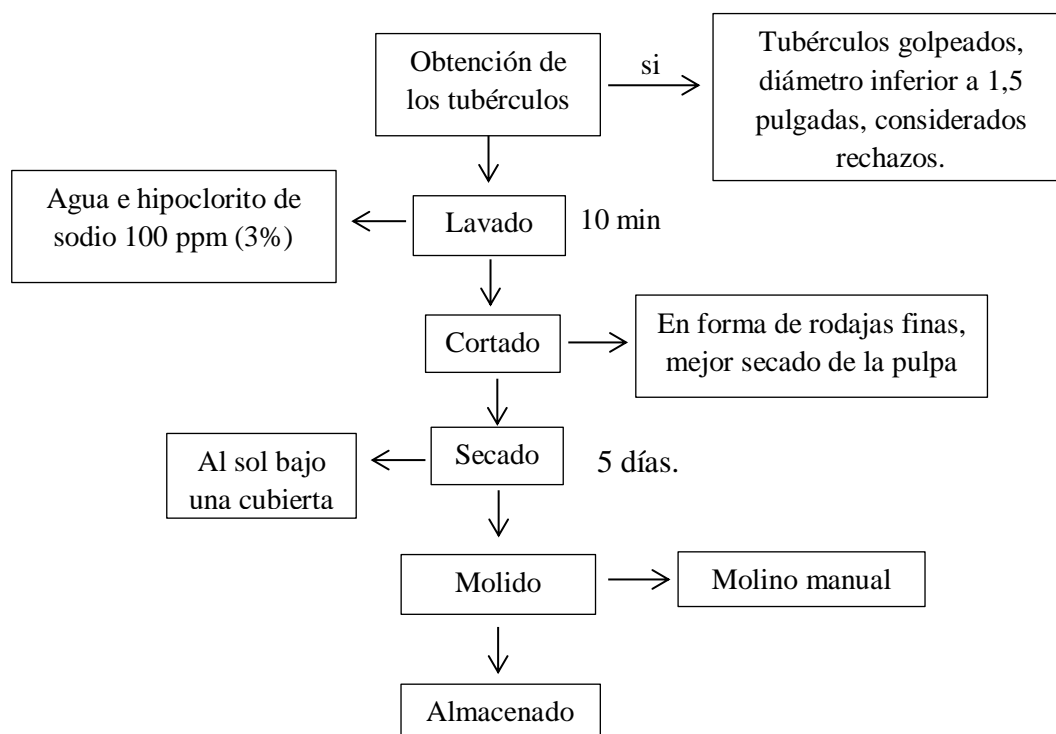 Obtención de
los tubérculos
si
Tubérculos golpeados,
diámetro inferior a 1,5
pulgadas, considerados
rechazos.
Agua e hipoclorito de
sodio 100 ppm (3%)
Lavado
10 min
Cortado
En forma de rodajas finas,
mejor secado de la pulpa
Al sol bajo
una cubierta
Secado
5 días.
Molido
Molino manual
Almacenado